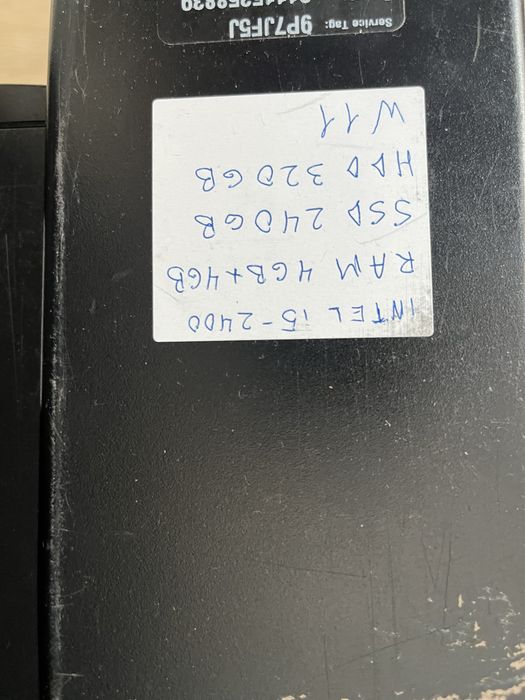 INTEL i5-2400
RAM 4GB+4GB
SSD 240GB
HDD 320GB
W11
Service Tag: 9P7JF5J